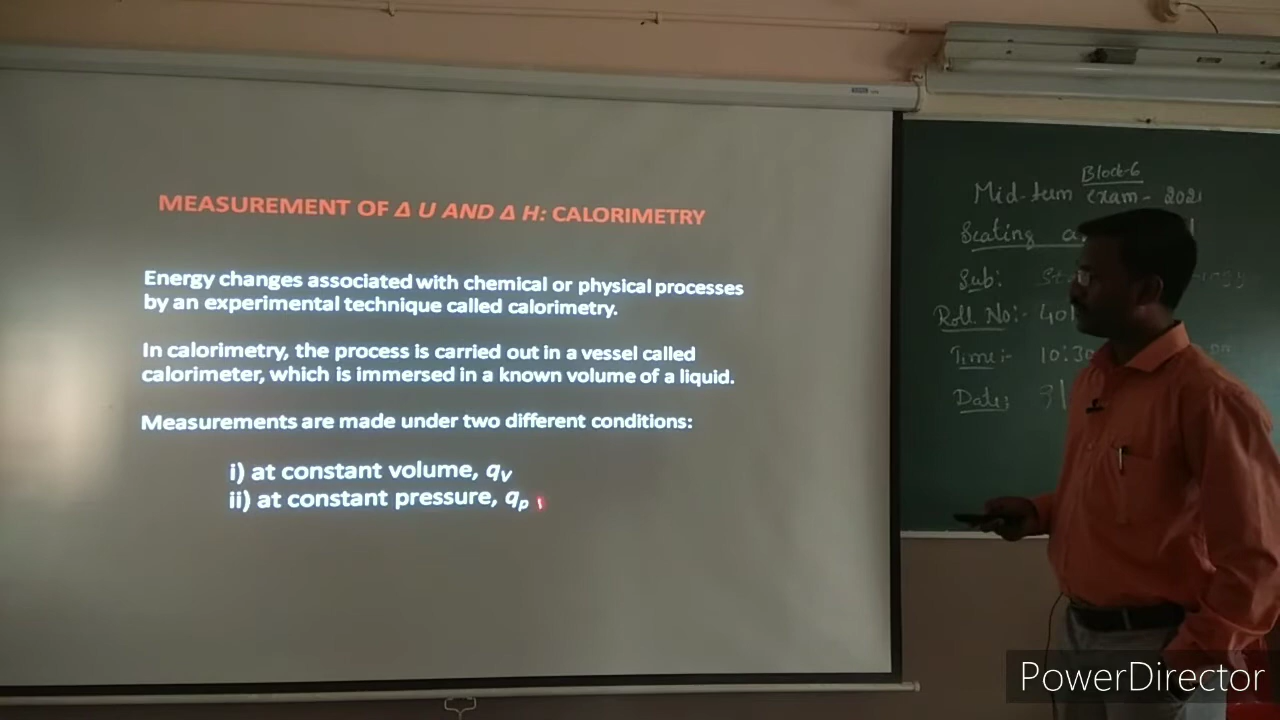 MEASUREMENT OF Δ U AND Δ H: CALORIMETRY
Energy changes associated with chemical or physical processes
by an experimental technique called calorimetry.
In calorimetry, the process is carried out in a vessel called
calorimeter, which is immersed in a known volume of a liquid.
Measurements are made under two different conditions:
i) at constant volume, qV
ii) at constant pressure, qp
Block-6
Mid-term Exam - 2021
Seating
Sub:
Roll No:- 401
Time:- 10:30
Date:
PowerDirector